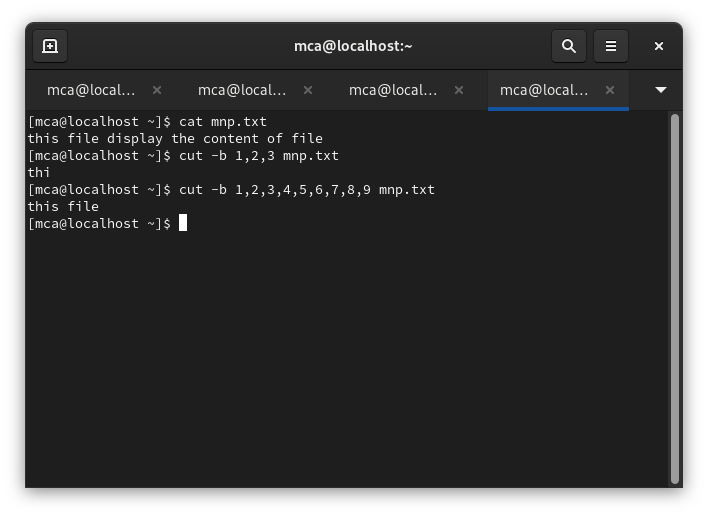 mca@localhost:~
mca@local... mca@local... mca@local... mca@local...
[mca@localhost ~]$ cat mnp.txt
this file display the content of file
[mca@localhost ~]$ cut -b 1,2,3 mnp.txt
thi
[mca@localhost ~]$ cut -b 1,2,3,4,5,6,7,8,9 mnp.txt
this file
[mca@localhost ~]$